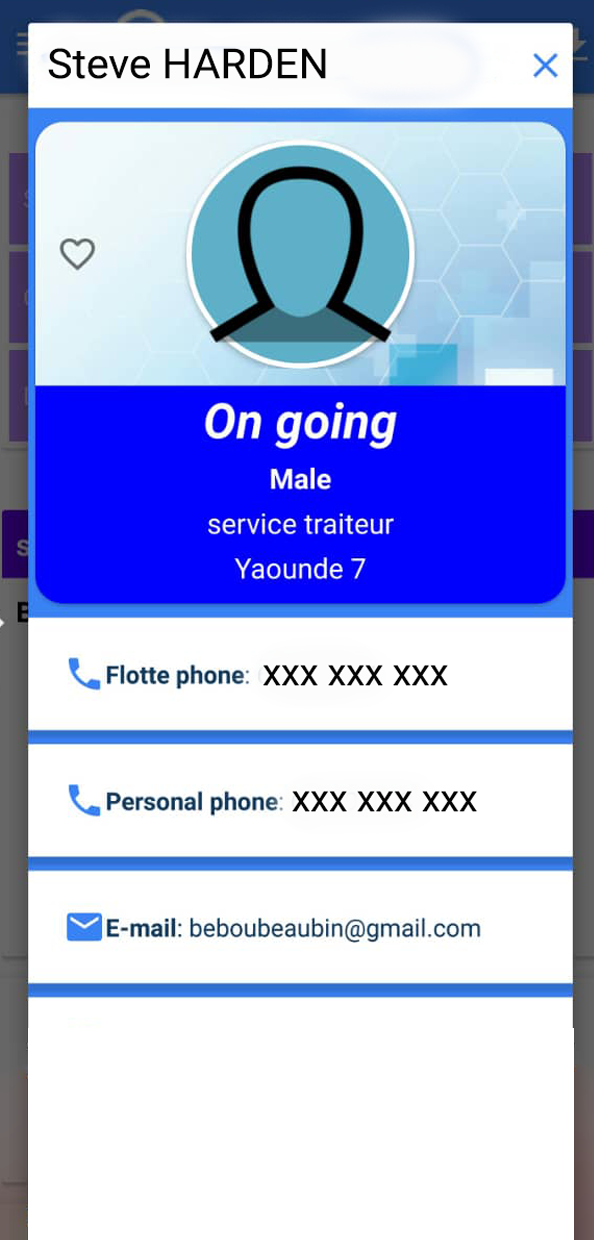 Steve HARDEN
On going
Male
service traiteur
Yaounde 7
Flotte phone: XXX XXX XXX
Personal phone: XXX XXX XXX
E-mail: beboubeaubin@gmail.com